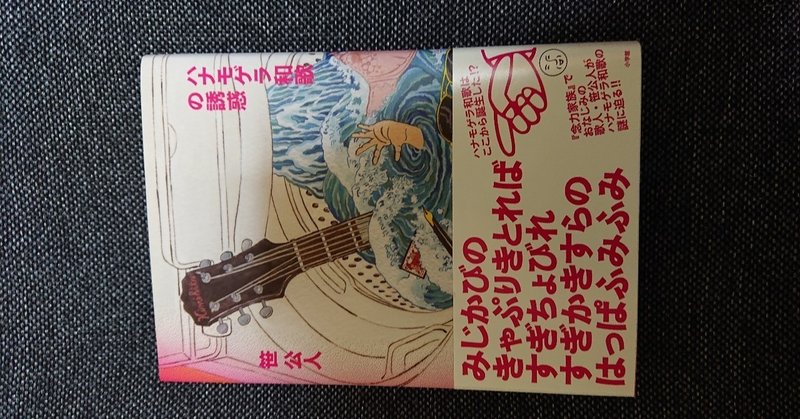 ハナモゲラ和歌
の誘惑
笹 公人
ハナモゲラ和歌は
ここから誕生した!?
『念力家族』で
おなじみの
歌人・笹公人が
ハナモゲラ和歌の
謎に迫る!!
小学館
みじかびの
きゃぷりきとれば
すぎちょびれ
すぎかきすらの
はっぱふみふみ